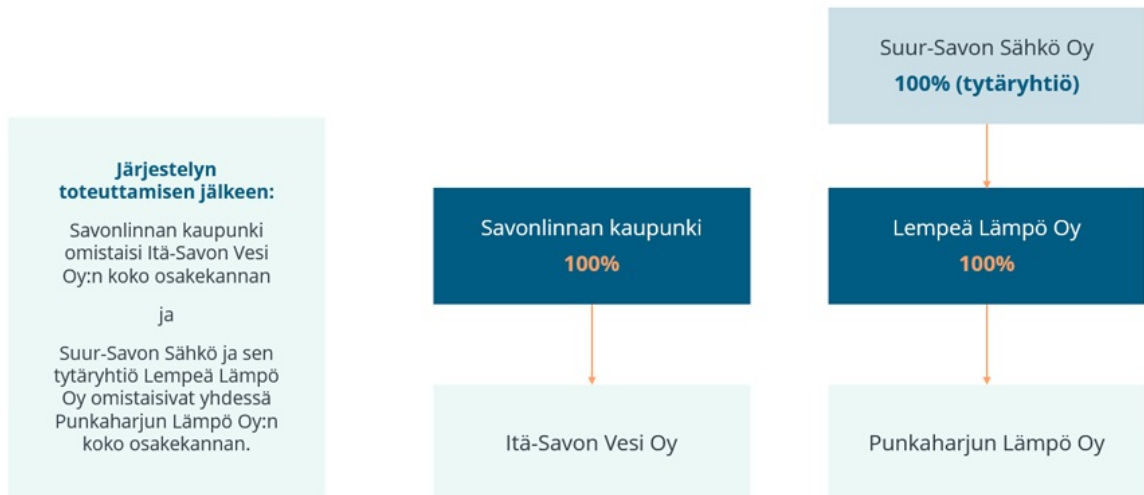 Järjestelyn
toteuttamisen jälkeen:
Savonlinnan kaupunki
omistaisi Itä-Savon Vesi
Oy:n koko osakekannan
ja
Suur-Savon Sähkö ja sen
tytäryhtiö Lempeä Lämpö
Oy omistaisivat yhdessä
Punkaharjun Lämpö Oy:n
koko osakekannan.
Savonlinnan kaupunki
100%
Itä-Savon Vesi Oy
Suur-Savon Sähkö Oy
100% (tytäryhtiö)
Lempeä Lämpö Oy
100%
Punkaharjun Lämpö Oy